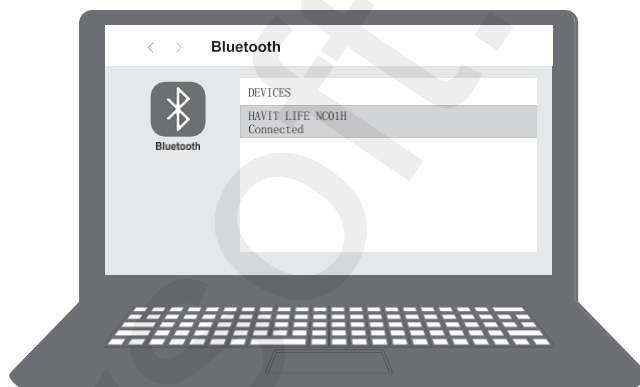 Bluetooth
DEVICES
HAVIT LIFE NC01H
Connected
Bluetooth